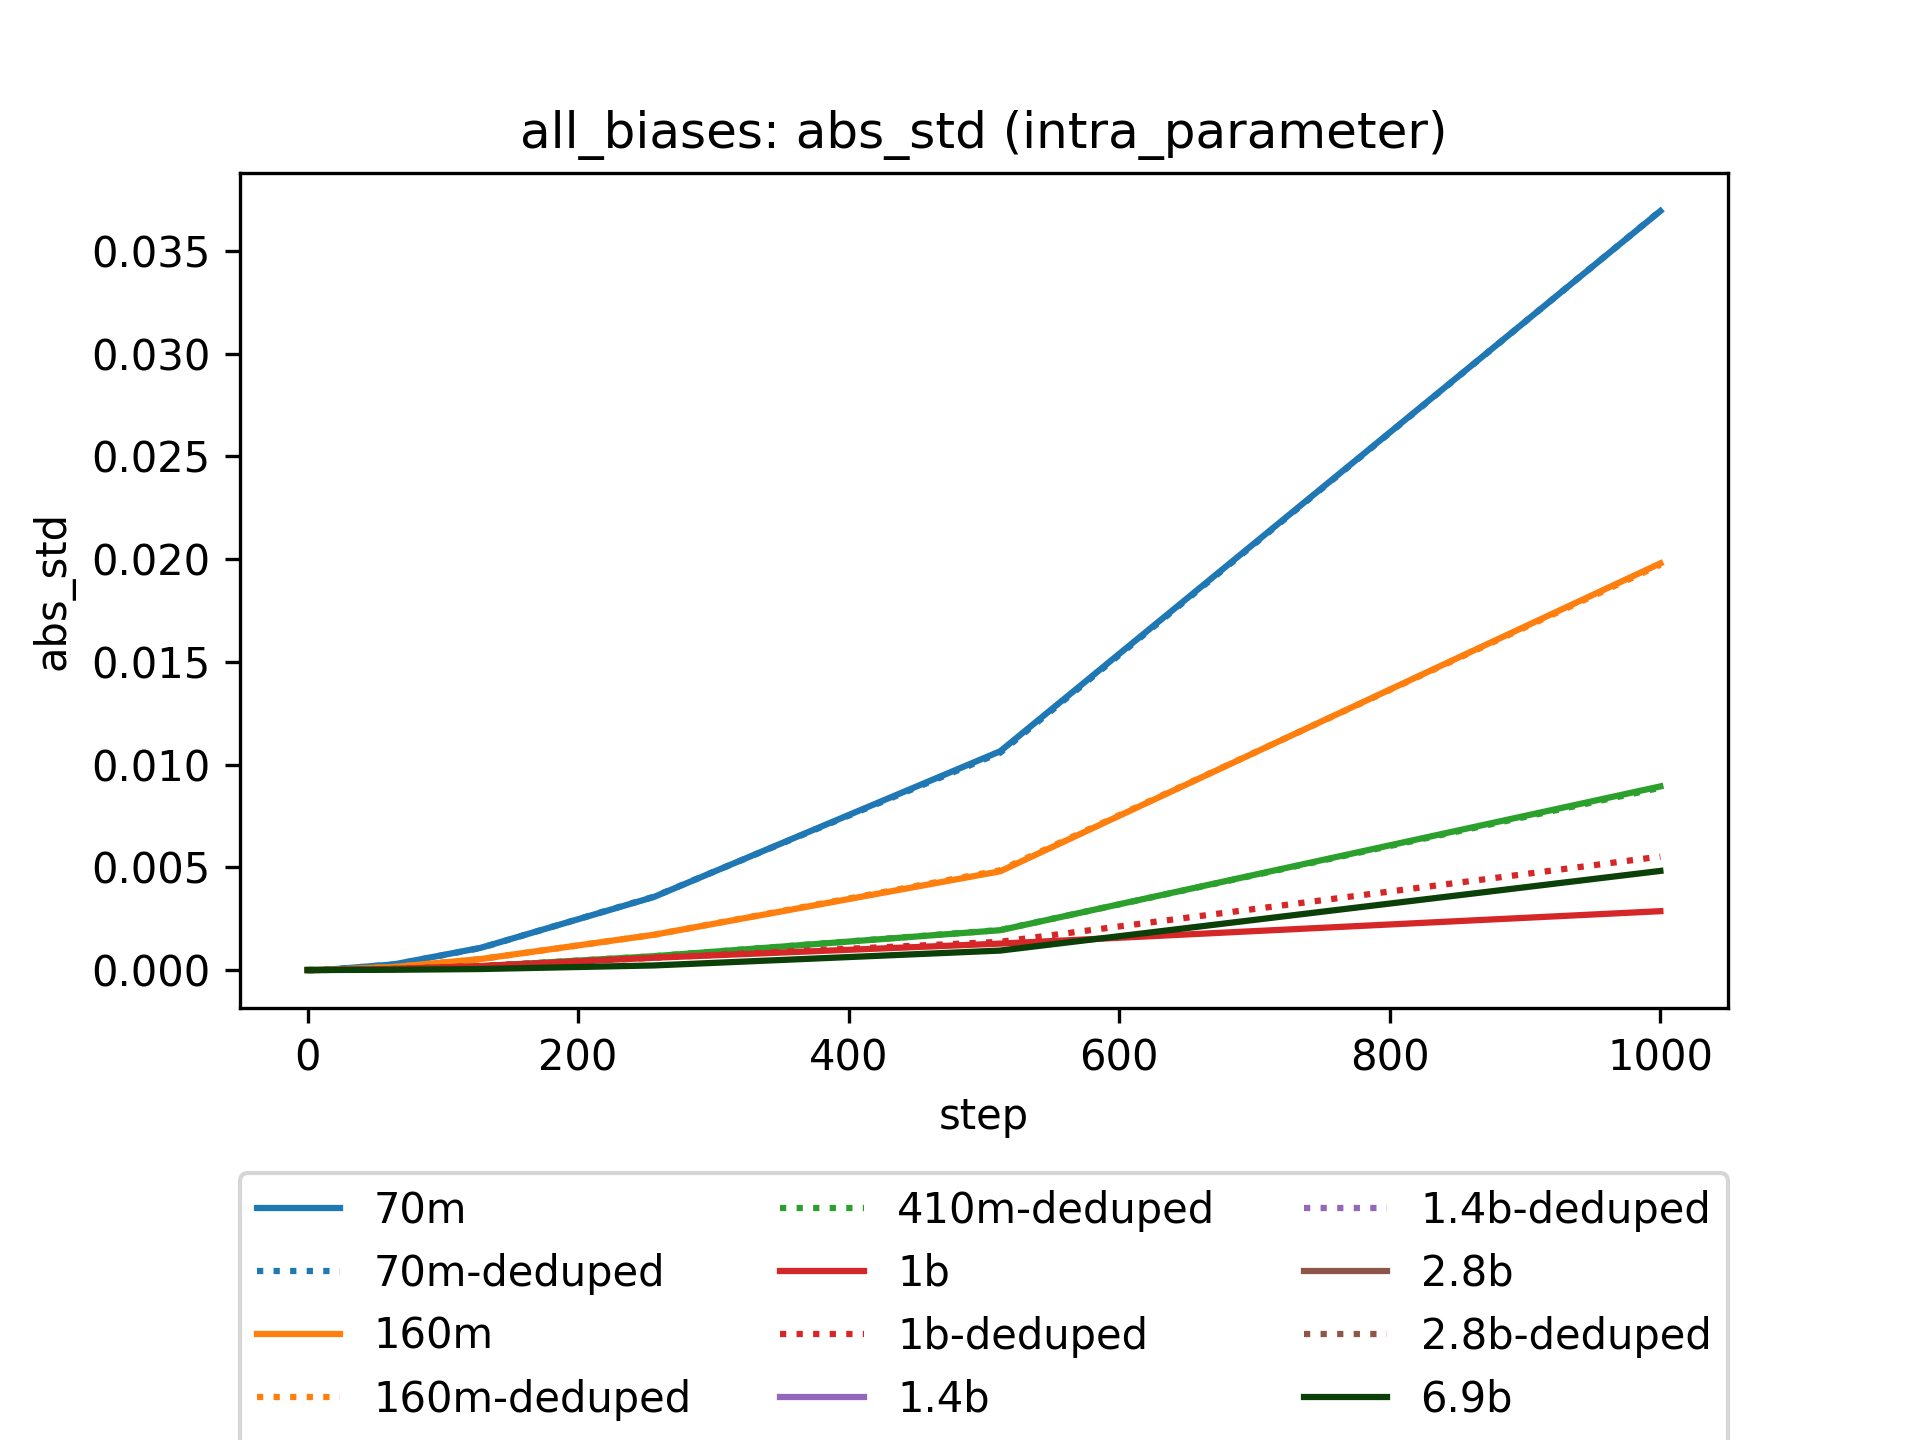 all_biases: abs_std (intra_parameter)
abs_std
0.035
0.030
0.025
0.020
0.015
0.010
0.005
0.000
0 200 400 600 800 1000
step
70m 410m-deduped 1.4b-deduped
70m-deduped 1b 2.8b
160m 1b-deduped 2.8b-deduped
160m-deduped 1.4b 6.9b